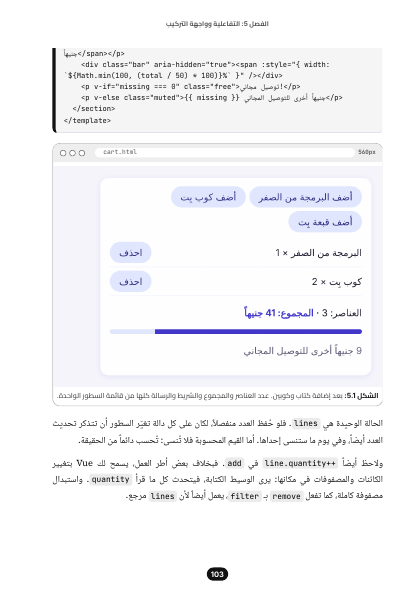 الفصل 5: التفاعلية وواجهة التركيب
جنيهاً</span></p>
<div class="bar" aria-hidden="true"><span :style="{ width:
`${Math.min(100, (total / 50) * 100)}%` }" /></div>
<p v-if="missing === 0" class="free">توصيل مجاني!</p>
<p v-else class="muted">{{ missing }} جنيهاً أخرى للتوصيل المجاني</p>
</section>
</template>
cart.html 560px
أضف البرمجة من الصفر أضف كوب بِت
أضف قبعة بِت
البرمجة من الصفر × 1 احذف
كوب بِت × 2 احذف
العناصر: 3 · المجموع: 41 جنيهاً
9 جنيهاً أخرى للتوصيل المجاني
الشكل 5.1: بعد إضافة كتاب وكوبين. عدد العناصر والمجموع والشريط والرسالة كلها من قائمة السطور الواحدة.
الحالة الوحيدة هي lines. فلو حُفظ العدد منفصلاً، لكان على كل دالة تغيّر السطور أن تتذكر تحديث
العدد أيضاً، وفي يوم ما ستنسى إحداها. أما القيم المحسوبة فلا تُنسى: تُحسب دائماً من الحقيقة.
ولاحظ أيضاً line.quantity++ في add. فبخلاف بعض أطر العمل، يسمح لك Vue بتغيير
الكائنات والمصفوفات في مكانها: يرى الوسيط الكتابة، فيتحدث كل ما قرأ quantity. واستبدال
مصفوفة كاملة، كما تفعل remove بـ filter، يعمل أيضاً لأن lines مرجع.
103